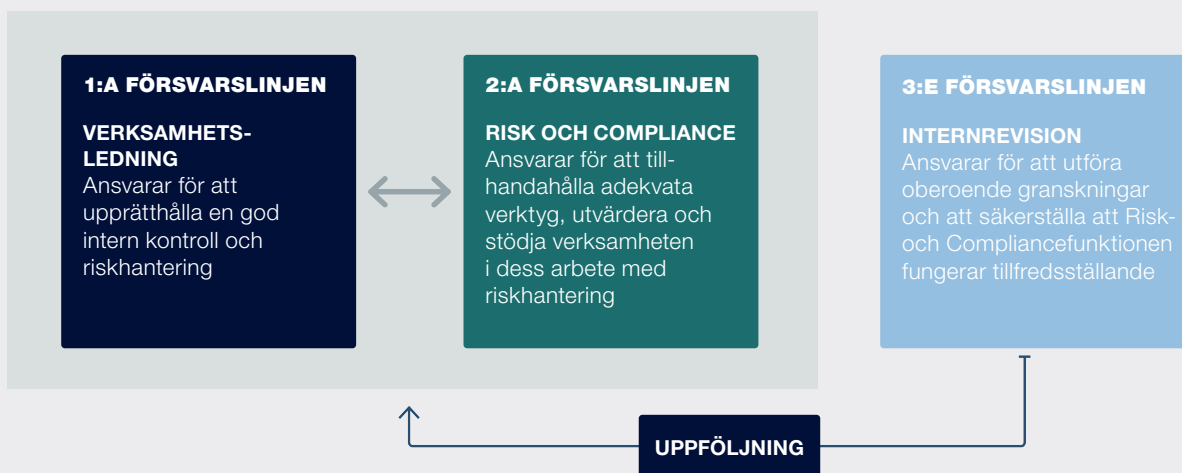 1:A FÖRSVARSLINJEN
VERKSAMHETS-
LEDNING
Ansvarar för att
upprätthålla en god
intern kontroll och
riskhantering
2:A FÖRSVARSLINJEN
RISK OCH COMPLIANCE
Ansvarar för att till-
handahålla adekvata
verktyg, utvärdera och
stödja verksamheten
i dess arbete med
riskhantering
3:E FÖRSVARSLINJEN
INTERNREVISION
Ansvarar för att utföra
oberoende granskningar
och att säkerställa att Risk-
och Compliancefunktionen
fungerar tillfredsställande
UPPFÖLJNING